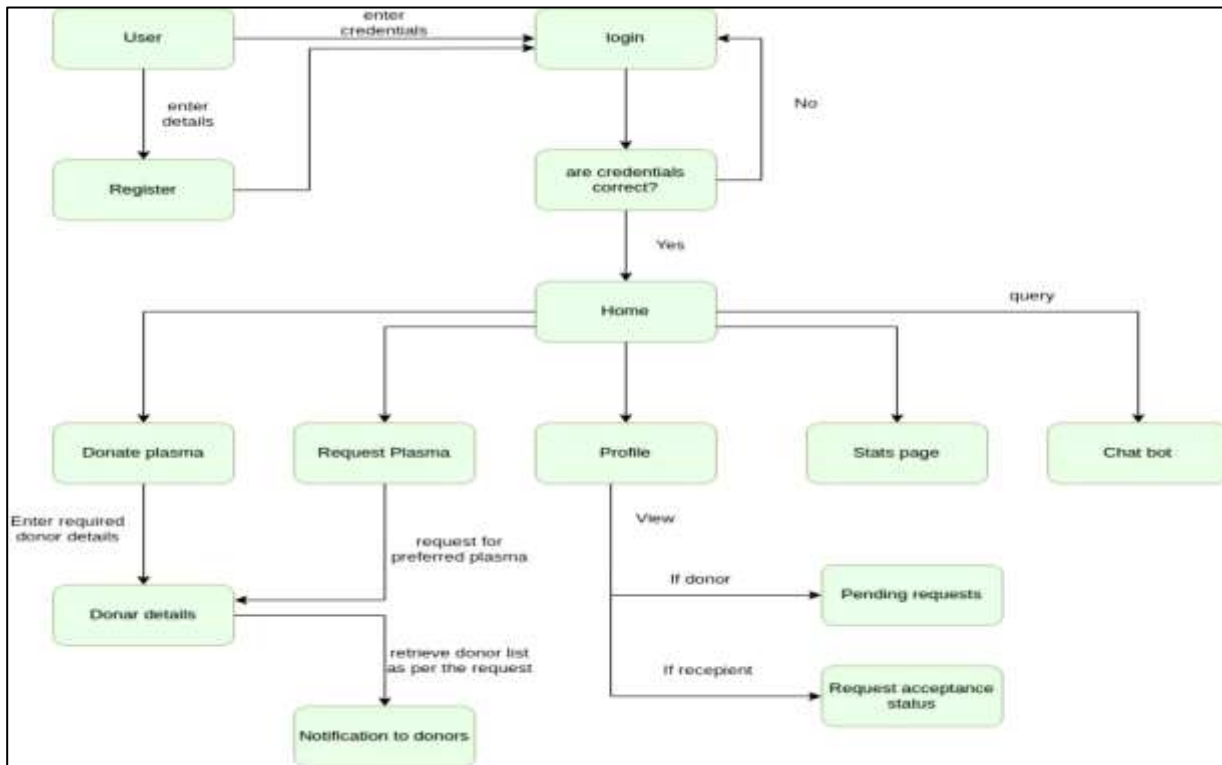 enter
credentials
User
login
No
enter
details
Register
are credentials
correct?
Yes
Home
query
Donate plasma
Request Plasma
Profile
Stats page
Chat bot
Enter required
donor details
View
request for
preferred plasma
If donor
Pending requests
Donar details
retrieve donor list
as per the request
If recepient
Request acceptance
status
Notification to donors